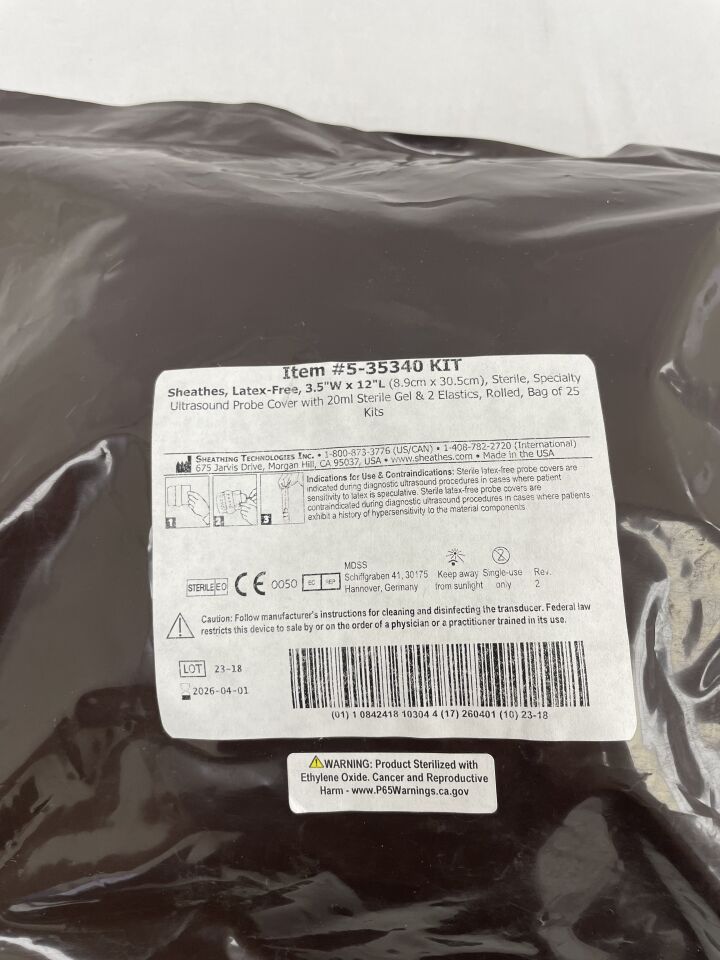 Item #5-35340 KIT
Sheathes, Latex-Free, 3.5"W x 12"L (8.9cm x 30.5cm), Sterile, Specialty
Ultrasound Probe Cover with 20ml Sterile Gel & 2 Elastics, Rolled, Bag of 25
Kits
SHEATHING TECHNOLOGIES INC. • 1-800-873-3776 (US/CAN) • 1-408-782-2720 (International)
675 Jarvis Drive, Morgan Hill, CA 95037, USA • www.sheathes.com • Made in the USA
Indications for Use & Contraindications: Sterile latex-free probe covers are
indicated during diagnostic ultrasound procedures in cases where patient
sensitivity to latex is speculative. Sterile latex-free probe covers are
contraindicated during diagnostic ultrasound procedures in cases where patients
exhibit a history of hypersensitivity to the material components
1 2 3
STERILE EO CE 0050 EC REP
MDSS
Schiffgraben 41, 30175
Hannover, Germany
Keep away
from sunlight
Single-use
only
Rev.
2
Caution: Follow manufacturer's instructions for cleaning and disinfecting the transducer. Federal law
restricts this device to sale by or on the order of a physician or a practitioner trained in its use.
LOT 23-18
2026-04-01
(01) 1 0842418 10304 4 (17) 260401 (10) 23-18
WARNING: Product Sterilized with
Ethylene Oxide. Cancer and Reproductive
Harm - www.P65Warnings.ca.gov